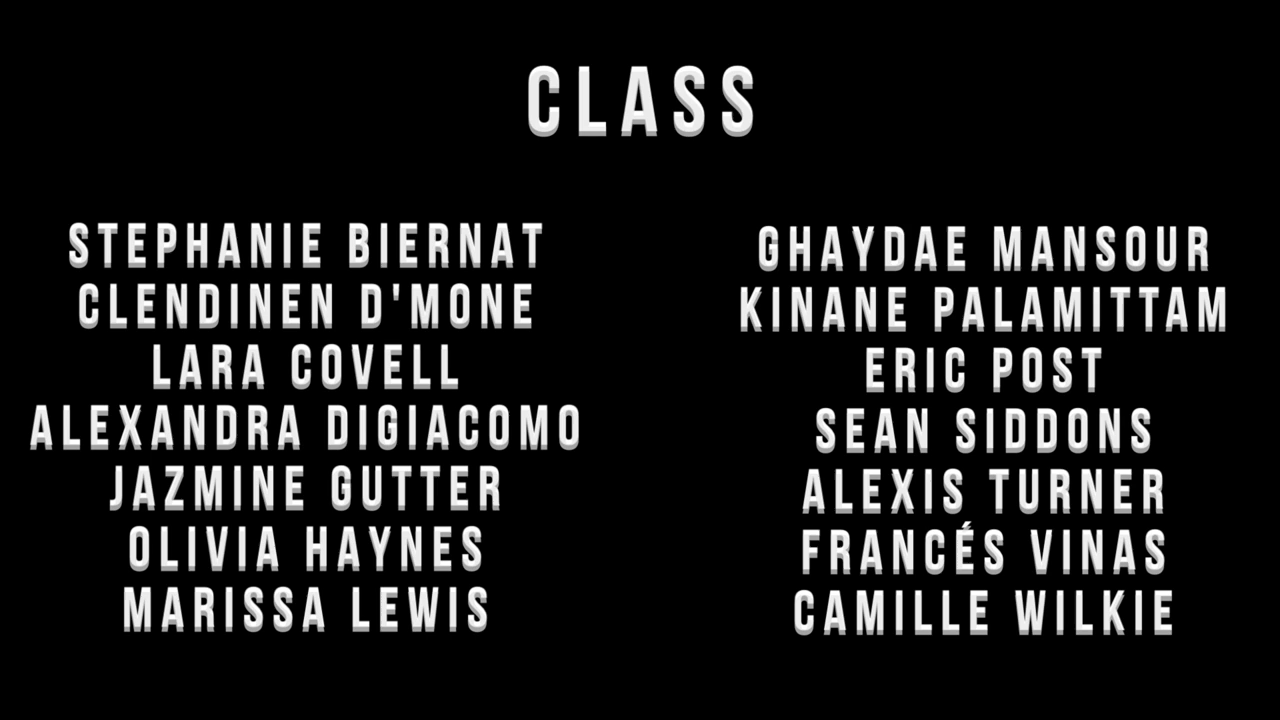 CLASS
STEPHANIE BIERNAT
CLENDINEN D'MONE
LARA COVELL
ALEXANDRA DIGIACOMO
JAZMINE GUTTER
OLIVIA HAYNES
MARISSA LEWIS
GHAYDAE MANSOUR
KINANE PALAMITTAM
ERIC POST
SEAN SIDDONS
ALEXIS TURNER
FRANCÉS VINAS
CAMILLE WILKIE